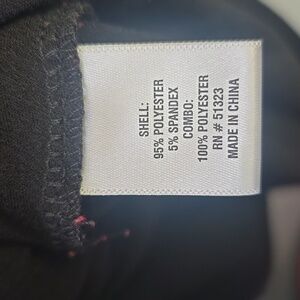 SHELL:
95% POLYESTER
5% SPANDEX
COMBO:
100% POLYESTER
RN # 51323
MADE IN CHINA